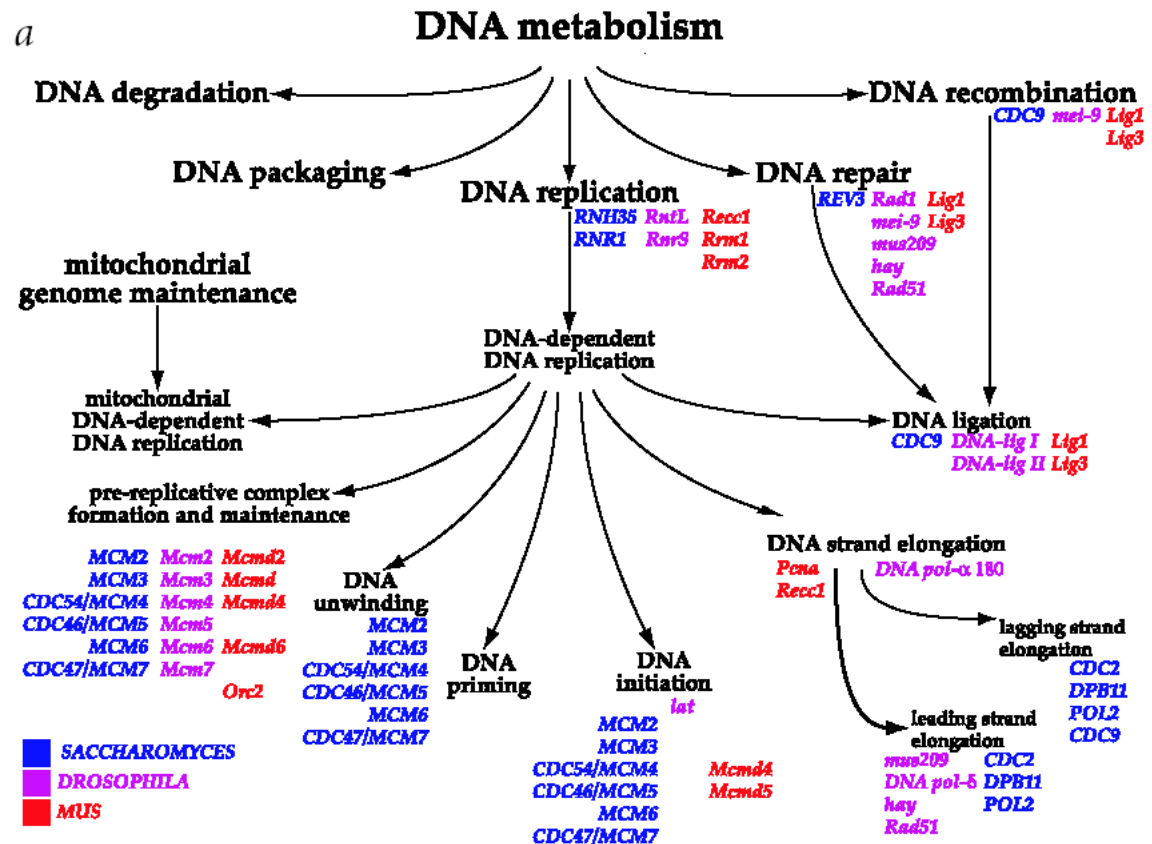 a
DNA metabolism
DNA degradation
DNA recombination
CDC9 mei-9 Lig1
Lig3
DNA packaging
DNA repair
REV3 Rad1 Lig1
mei-9 Lig3
mus209
hay
Rad51
DNA replication
RNH35 RnrL Recc1
RNR1 RnrS Rrm1
Rrm2
mitochondrial
genome maintenance
DNA-dependent
DNA replication
mitochondrial
DNA-dependent
DNA replication
DNA ligation
CDC9 DNA-lig I Lig1
DNA-lig II Lig3
pre-replicative complex
formation and maintenance
MCM2 Mcm2 Mcmd2
MCM3 Mcm3 Mcmd
CDC54/MCM4 Mcm4 Mcmd4
CDC46/MCM5 Mcm5
MCM6 Mcm6 Mcmd6
CDC47/MCM7 Mcm7
Orc2
DNA
unwinding
MCM2
MCM3
CDC54/MCM4
CDC46/MCM5
MCM6
CDC47/MCM7
DNA
priming
DNA
initiation
lat
MCM2
MCM3
CDC54/MCM4 Mcmd4
CDC46/MCM5 Mcmd5
MCM6
CDC47/MCM7
DNA strand elongation
Pcna DNA pol-α 180
Recc1
lagging strand
elongation
CDC2
DPB11
POL2
CDC9
leading strand
elongation
mus209 CDC2
DNA pol-δ DPB11
hay POL2
Rad51
SACCHAROMYCES
DROSOPHILA
MUS